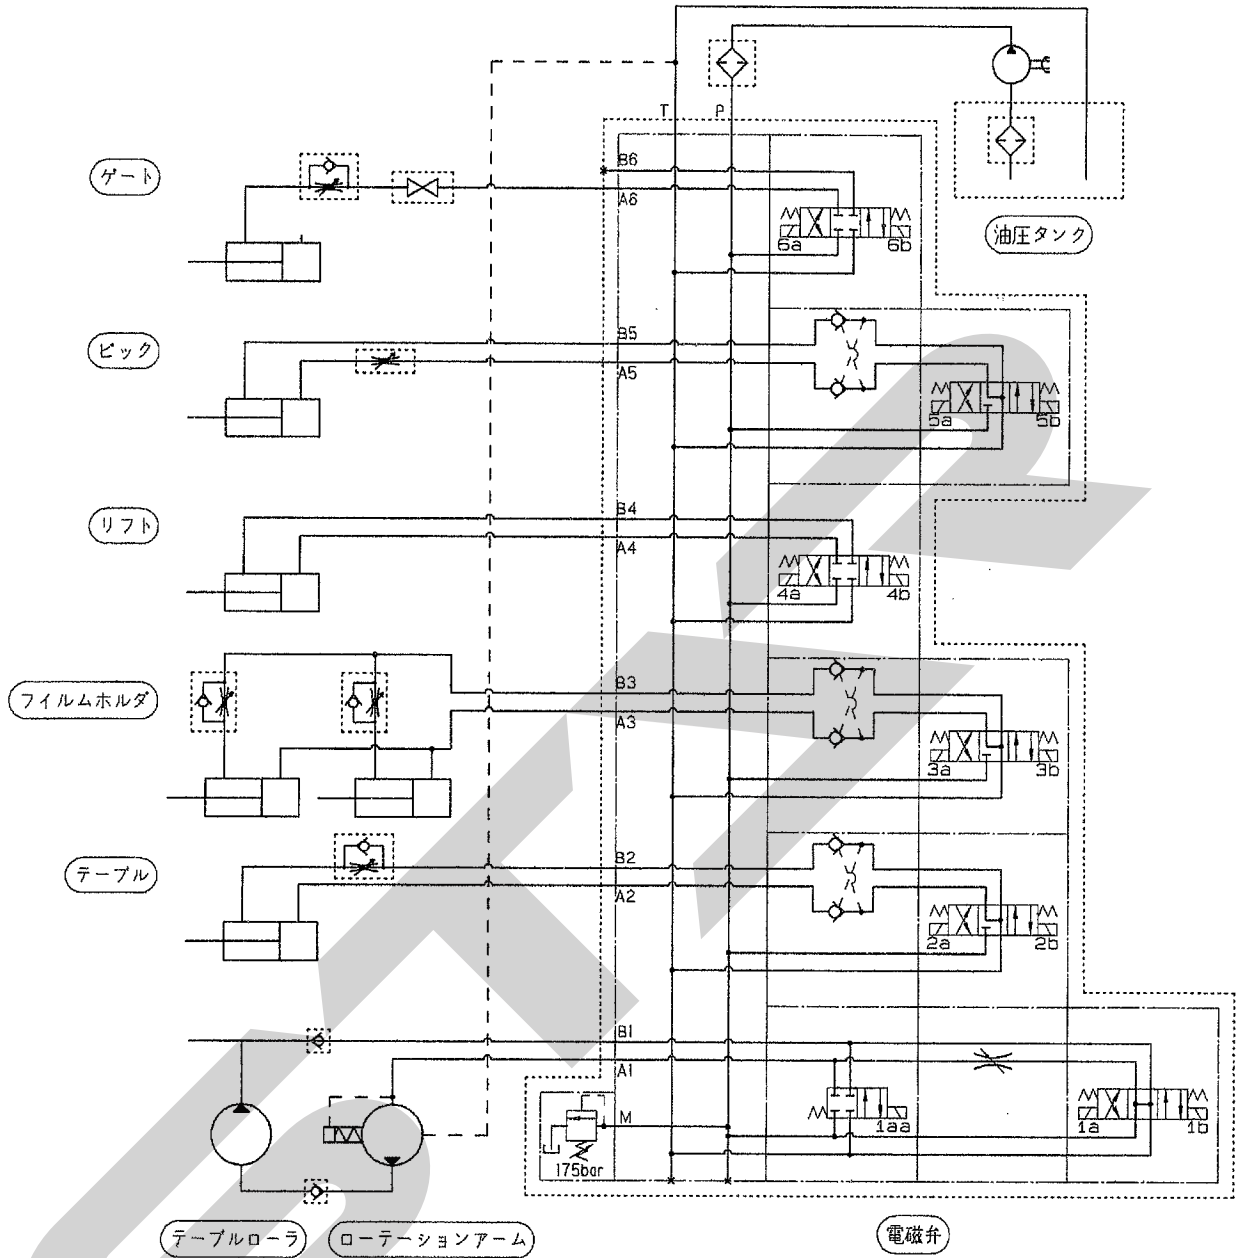 T P
B6
ゲート
A6
油圧タンク
6a 6b
B5
ピック
A5
5a 5b
B4
リフト
A4
4a 4b
B3
フィルムホルダ
A3
3a 3b
B2
テーブル
A2
2a 2b
B1
A1
M
1aa
1a 1b
175bar
テーブルローラ
ローテーションアーム
電磁弁
STAR